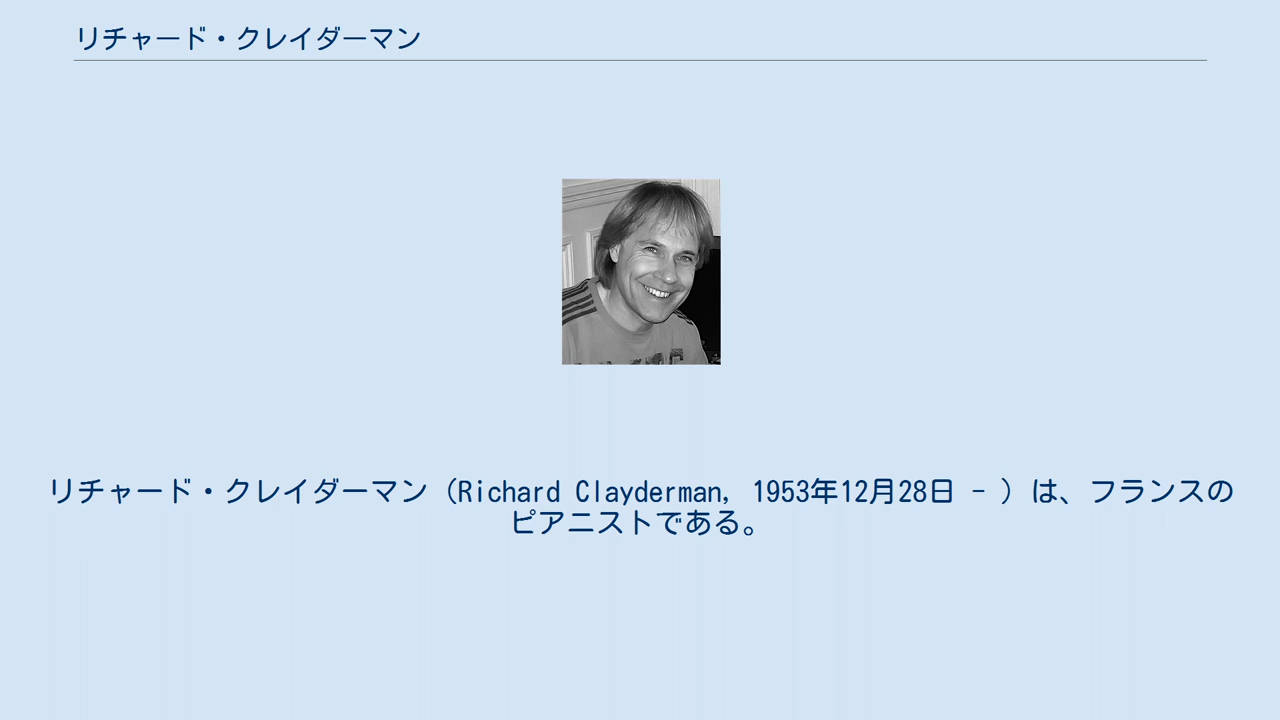 リチャード・クレイダーマン
リチャード・クレイダーマン（Richard Clayderman, 1953年12月28日 - ）は、フランスの
ピアニストである。